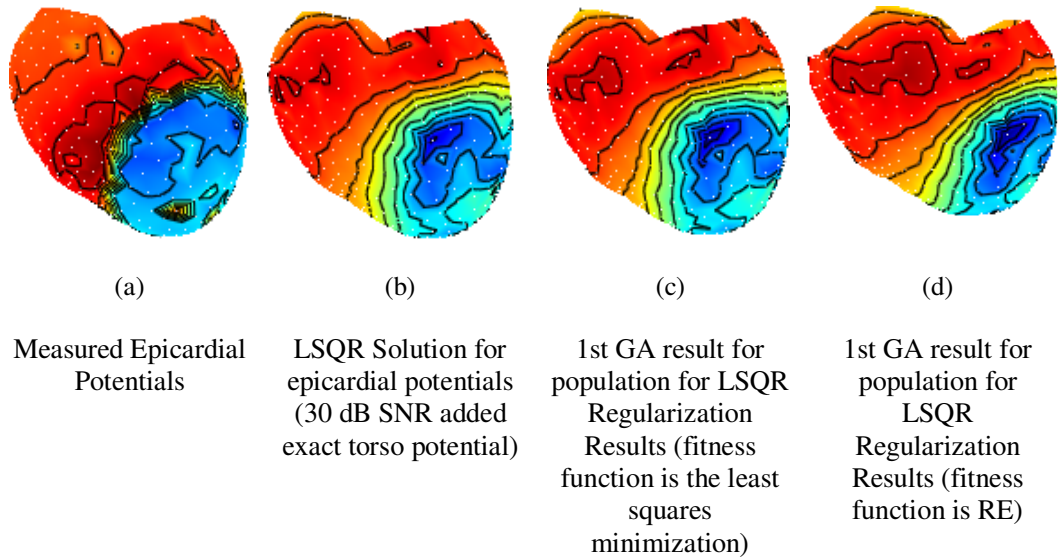 (a)
(b)
(c)
(d)
Measured Epicardial
Potentials
LSQR Solution for
epicardial potentials
(30 dB SNR added
exact torso potential)
1st GA result for
population for LSQR
Regularization
Results (fitness
function is the least
squares
minimization)
1st GA result for
population for
LSQR
Regularization
Results (fitness
function is RE)